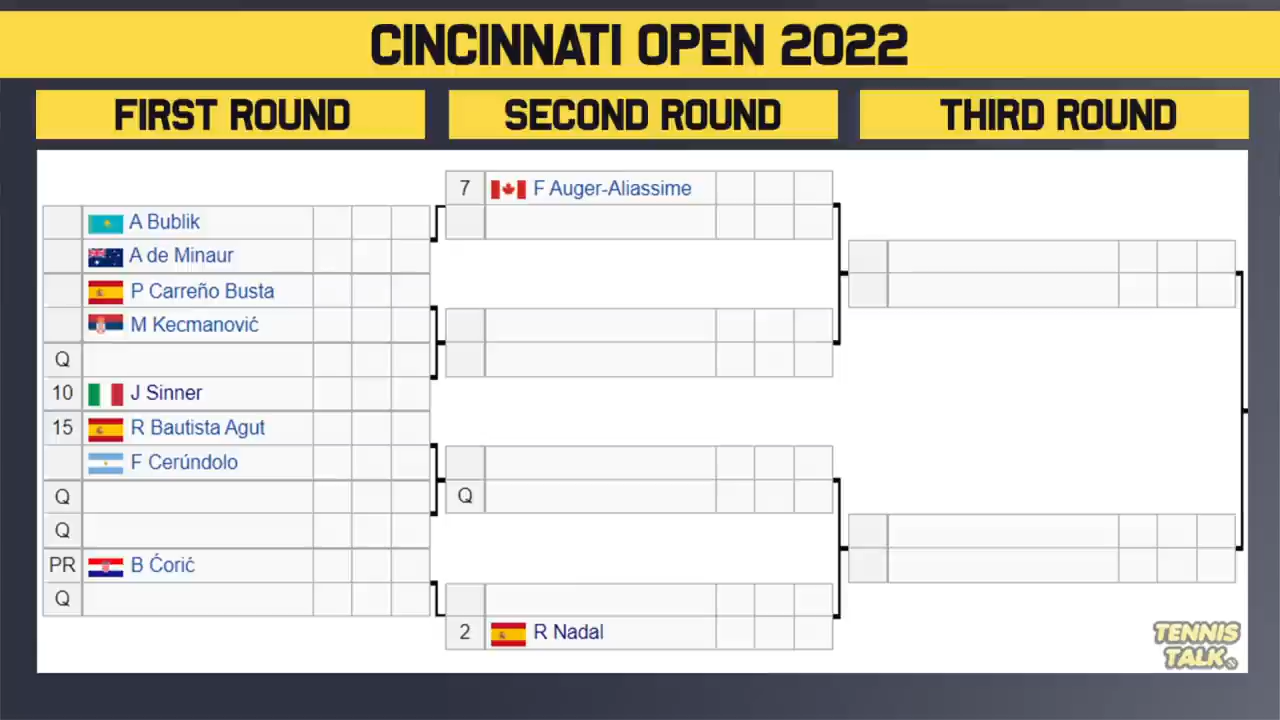 CINCINNATI OPEN 2022
FIRST ROUND
SECOND ROUND
THIRD ROUND
7 F Auger-Aliassime
A Bublik
A de Minaur
P Carreño Busta
M Kecmanović
Q
10 J Sinner
15 R Bautista Agut
F Cerúndolo
Q
Q
Q
PR B Ćorić
Q
2 R Nadal
TENNIS
TALK